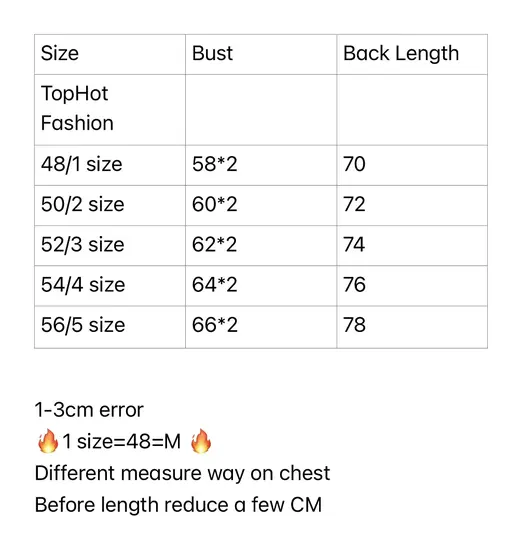 Size Bust Back Length
TopHot
Fashion
48/1 size 58*2 70
50/2 size 60*2 72
52/3 size 62*2 74
54/4 size 64*2 76
56/5 size 66*2 78
1-3cm error
🔥1 size=48=M 🔥
Different measure way on chest
Before length reduce a few CM